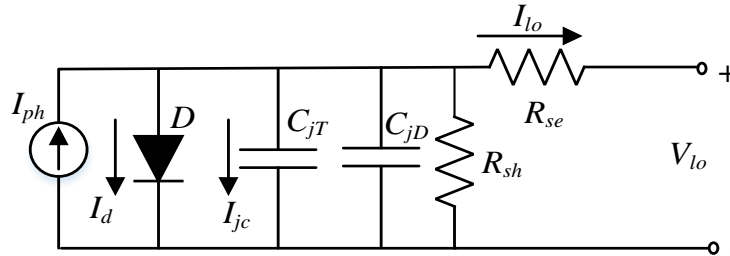 I_lo
+
I_ph
D
C_jT
C_jD
R_se
R_sh
V_lo
I_d
I_jc